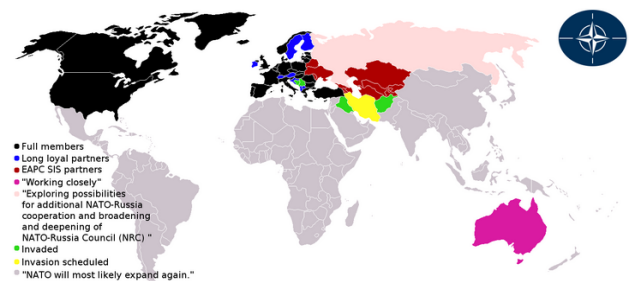 Full members
Long loyal partners
EAPC SIS partners
"Working closely"
"Exploring possibilities
for additional NATO-Russia
cooperation and broadening
and deepening of
NATO-Russia Council (NRC) "
Invaded
Invasion scheduled
"NATO will most likely expand again."